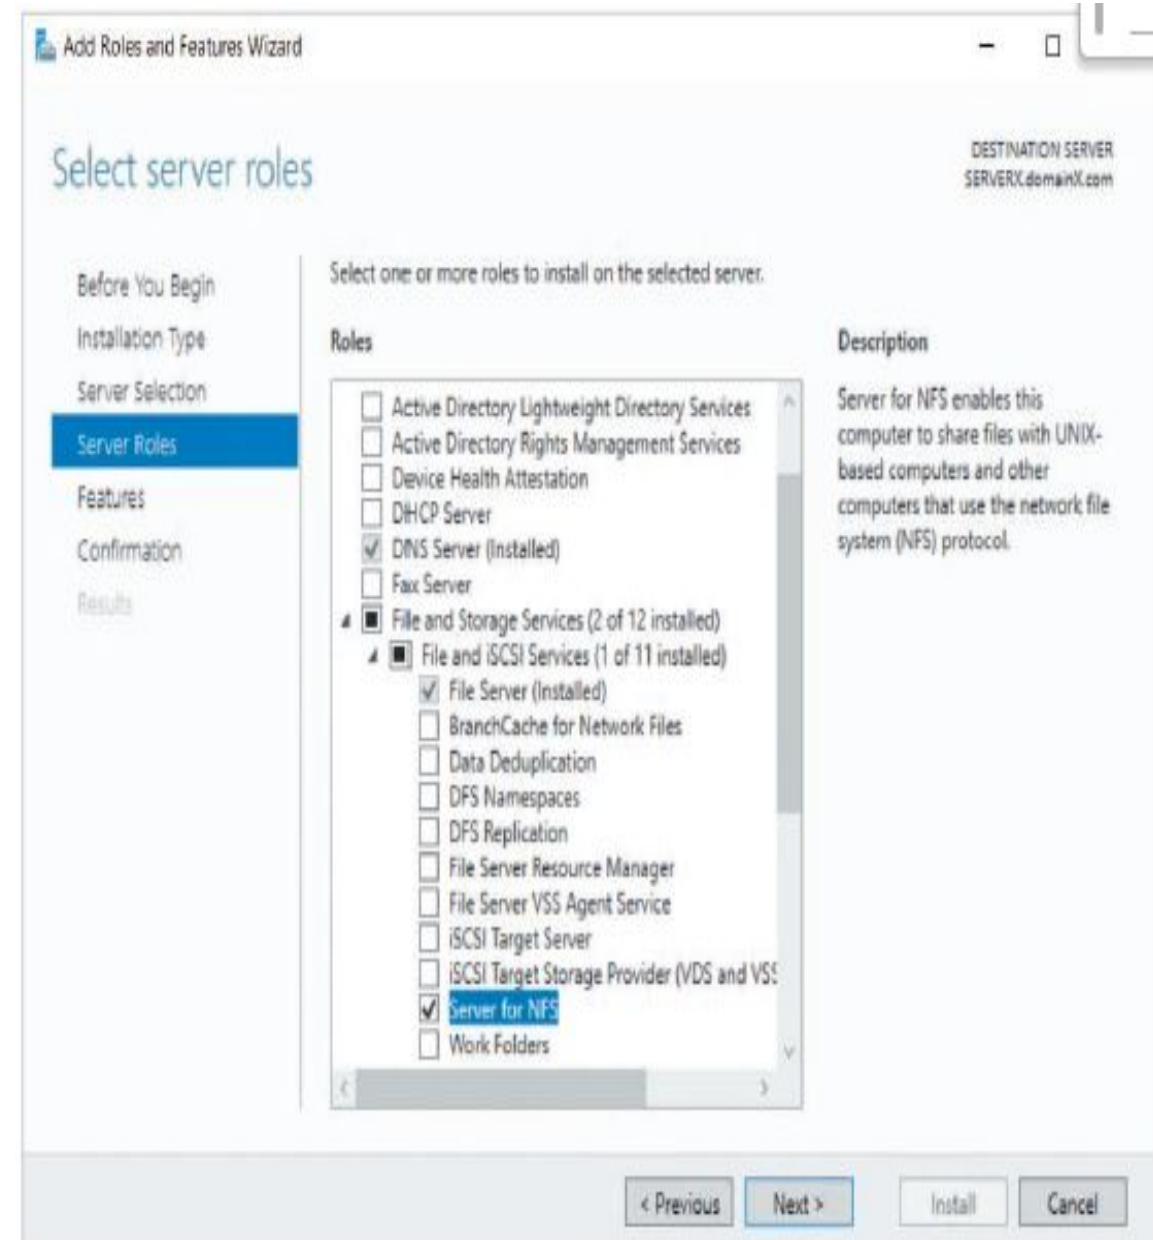 Add Roles and Features Wizard
Select server roles
DESTINATION SERVER
SERVERX.domainX.com
Before You Begin
Installation Type
Server Selection
Server Roles
Features
Confirmation
Results
Select one or more roles to install on the selected server.
Roles
Active Directory Lightweight Directory Services
Active Directory Rights Management Services
Device Health Attestation
DHCP Server
DNS Server (Installed)
Fax Server
File and Storage Services (2 of 12 installed)
File and iSCSI Services (1 of 11 installed)
File Server (Installed)
BranchCache for Network Files
Data Deduplication
DFS Namespaces
DFS Replication
File Server Resource Manager
File Server VSS Agent Service
iSCSI Target Server
iSCSI Target Storage Provider (VDS and VSS
Server for NFS
Work Folders
Description
Server for NFS enables this
computer to share files with UNIX-
based computers and other
computers that use the network file
system (NFS) protocol.
< Previous
Next >
Install
Cancel